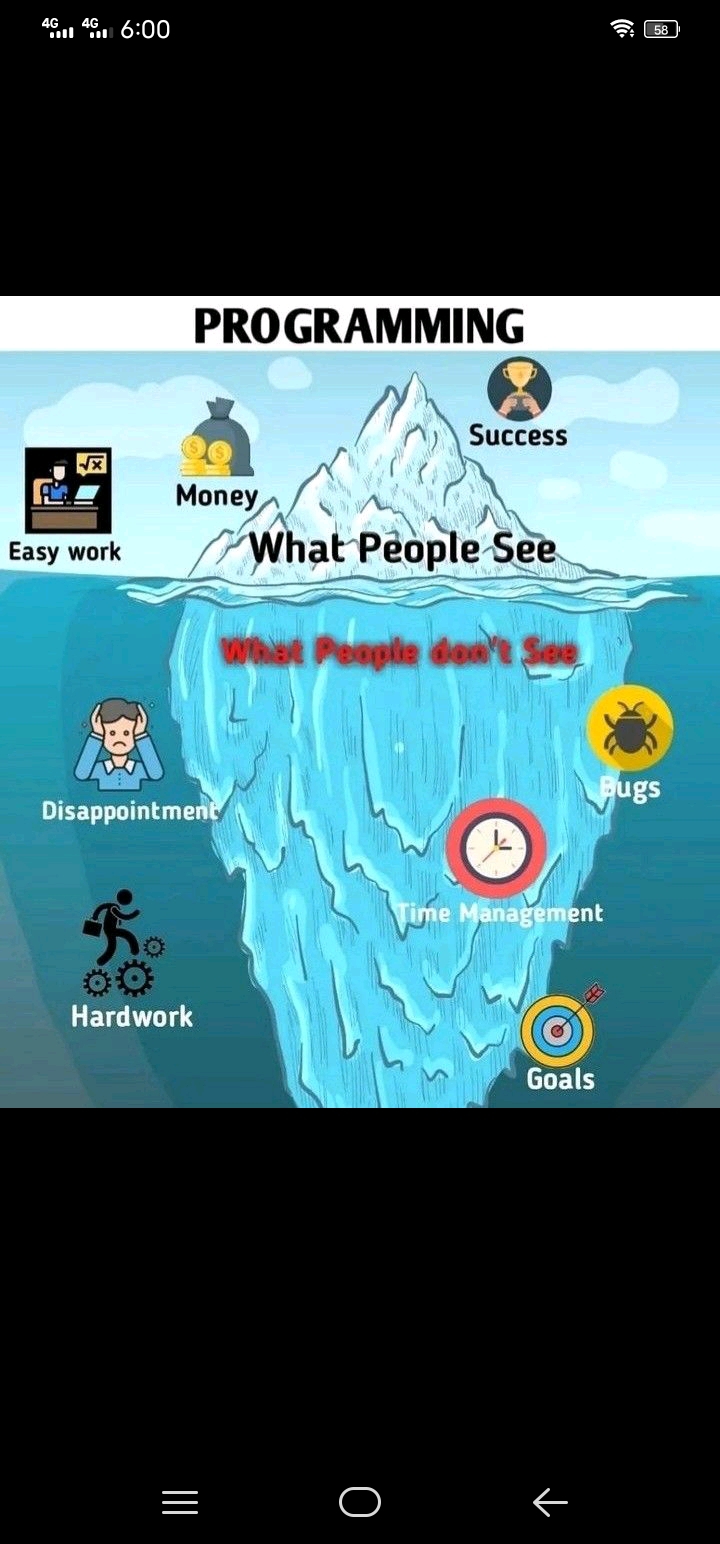 4G 4G 6:00 58
PROGRAMMING
Success
$ $
√x
Money
What People See
Easy work
What People don't See
Bugs
Disappointment
Time Management
Hardwork
Goals